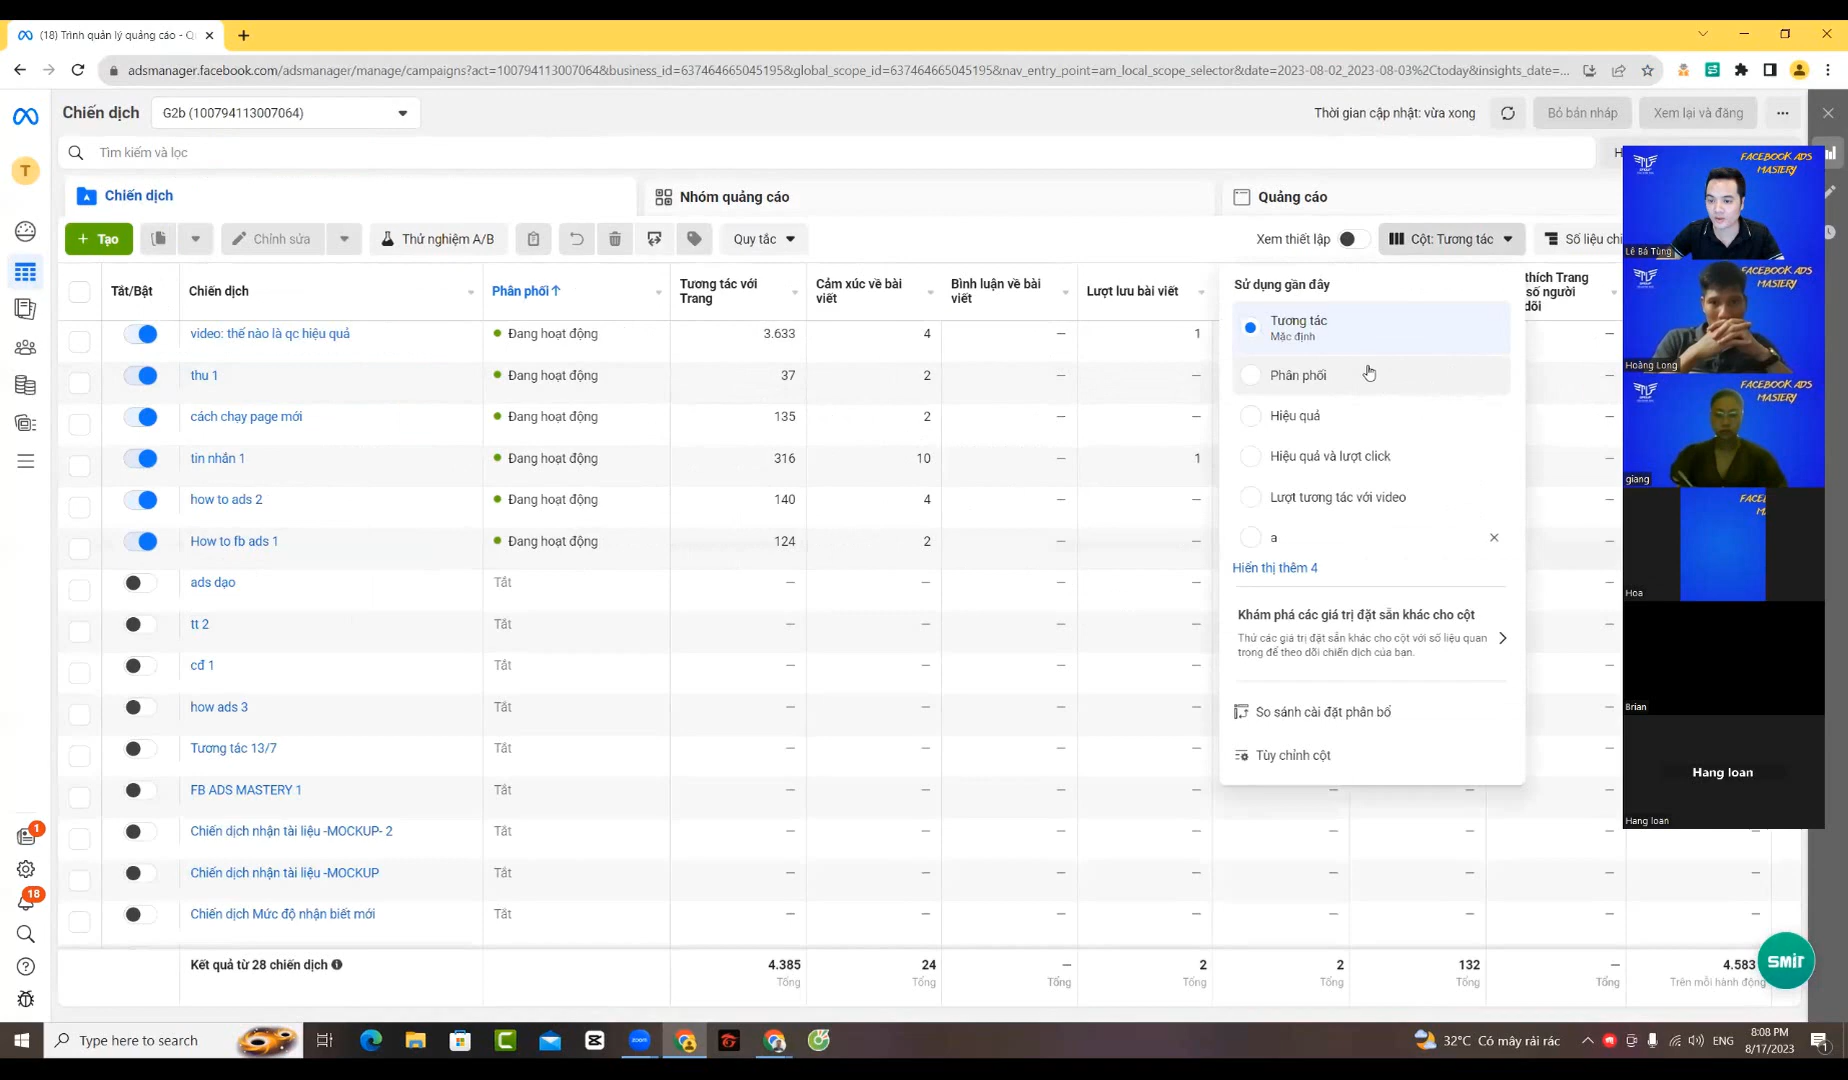 (18) Trình quản lý quảng cáo - Q
adsmanager.facebook.com/adsmanager/manage/campaigns?act=100794113007064&business_id=637464665045195&global_scope_id=637464665045195&nav_entry_point=am_local_scope_selector&date=2023-08-02_2023-08-03%2Ctoday&insights_date=...
Chiến dịch
G2b (100794113007064)
Thời gian cập nhật: vừa xong
Bỏ bản nháp
Xem lại và đăng
T
Tìm kiếm và lọc
H
Chiến dịch
Nhóm quảng cáo
Quảng cáo
+ Tạo
Chỉnh sửa
Thử nghiệm A/B
Quy tắc
Xem thiết lập
Cột: Tương tác
Số liệu chi
Tắt/Bật
Chiến dịch
Phân phối ↑
Tương tác với Trang
Cảm xúc về bài viết
Bình luận về bài viết
Lượt lưu bài viết
thích Trang
số người
dõi
video: thế nào là qc hiệu quả
Đang hoạt động
3.633
4
—
1
—
thu 1
Đang hoạt động
37
2
—
—
—
cách chạy page mới
Đang hoạt động
135
2
—
—
—
tin nhắn 1
Đang hoạt động
316
10
—
1
—
how to ads 2
Đang hoạt động
140
4
—
—
—
How to fb ads 1
Đang hoạt động
124
2
—
—
—
ads dạo
Tắt
— — — — —
tt 2
Tắt
— — — — —
cđ 1
Tắt
— — — — —
how ads 3
Tắt
— — — — —
Tương tác 13/7
Tắt
— — — — —
FB ADS MASTERY 1
Tắt
— — — — — — —
Chiến dịch nhận tài liệu -MOCKUP- 2
Tắt
— — — — — — — —
Chiến dịch nhận tài liệu -MOCKUP
Tắt
— — — — — — — —
Chiến dịch Mức độ nhận biết mới
Tắt
— — — — — — — —
Kết quả từ 28 chiến dịch
4.385
Tổng
24
Tổng
—
Tổng
2
Tổng
2
Tổng
132
Tổng
—
Tổng
4.583
Trên mỗi hành động
Sử dụng gần đây
Tương tác
Mặc định
Phân phối
Hiệu quả
Hiệu quả và lượt click
Lượt tương tác với video
a
Hiển thị thêm 4
Khám phá các giá trị đặt sẵn khác cho cột
Thử các giá trị đặt sẵn khác cho cột với số liệu quan
trọng để theo dõi chiến dịch của bạn.
So sánh cài đặt phân bổ
Tùy chỉnh cột
FACEBOOK ADS
MASTERY
Lê Bá Tùng
FACEBOOK ADS
MASTERY
Hoàng Long
FACEBOOK ADS
MASTERY
giang
FACEI
M
Hoa
Brian
Hang loan
Hang loan
SMIT
1
18
Type here to search
zoom
32°C Có mây rải rác
ENG
8:08 PM
8/17/2023
1